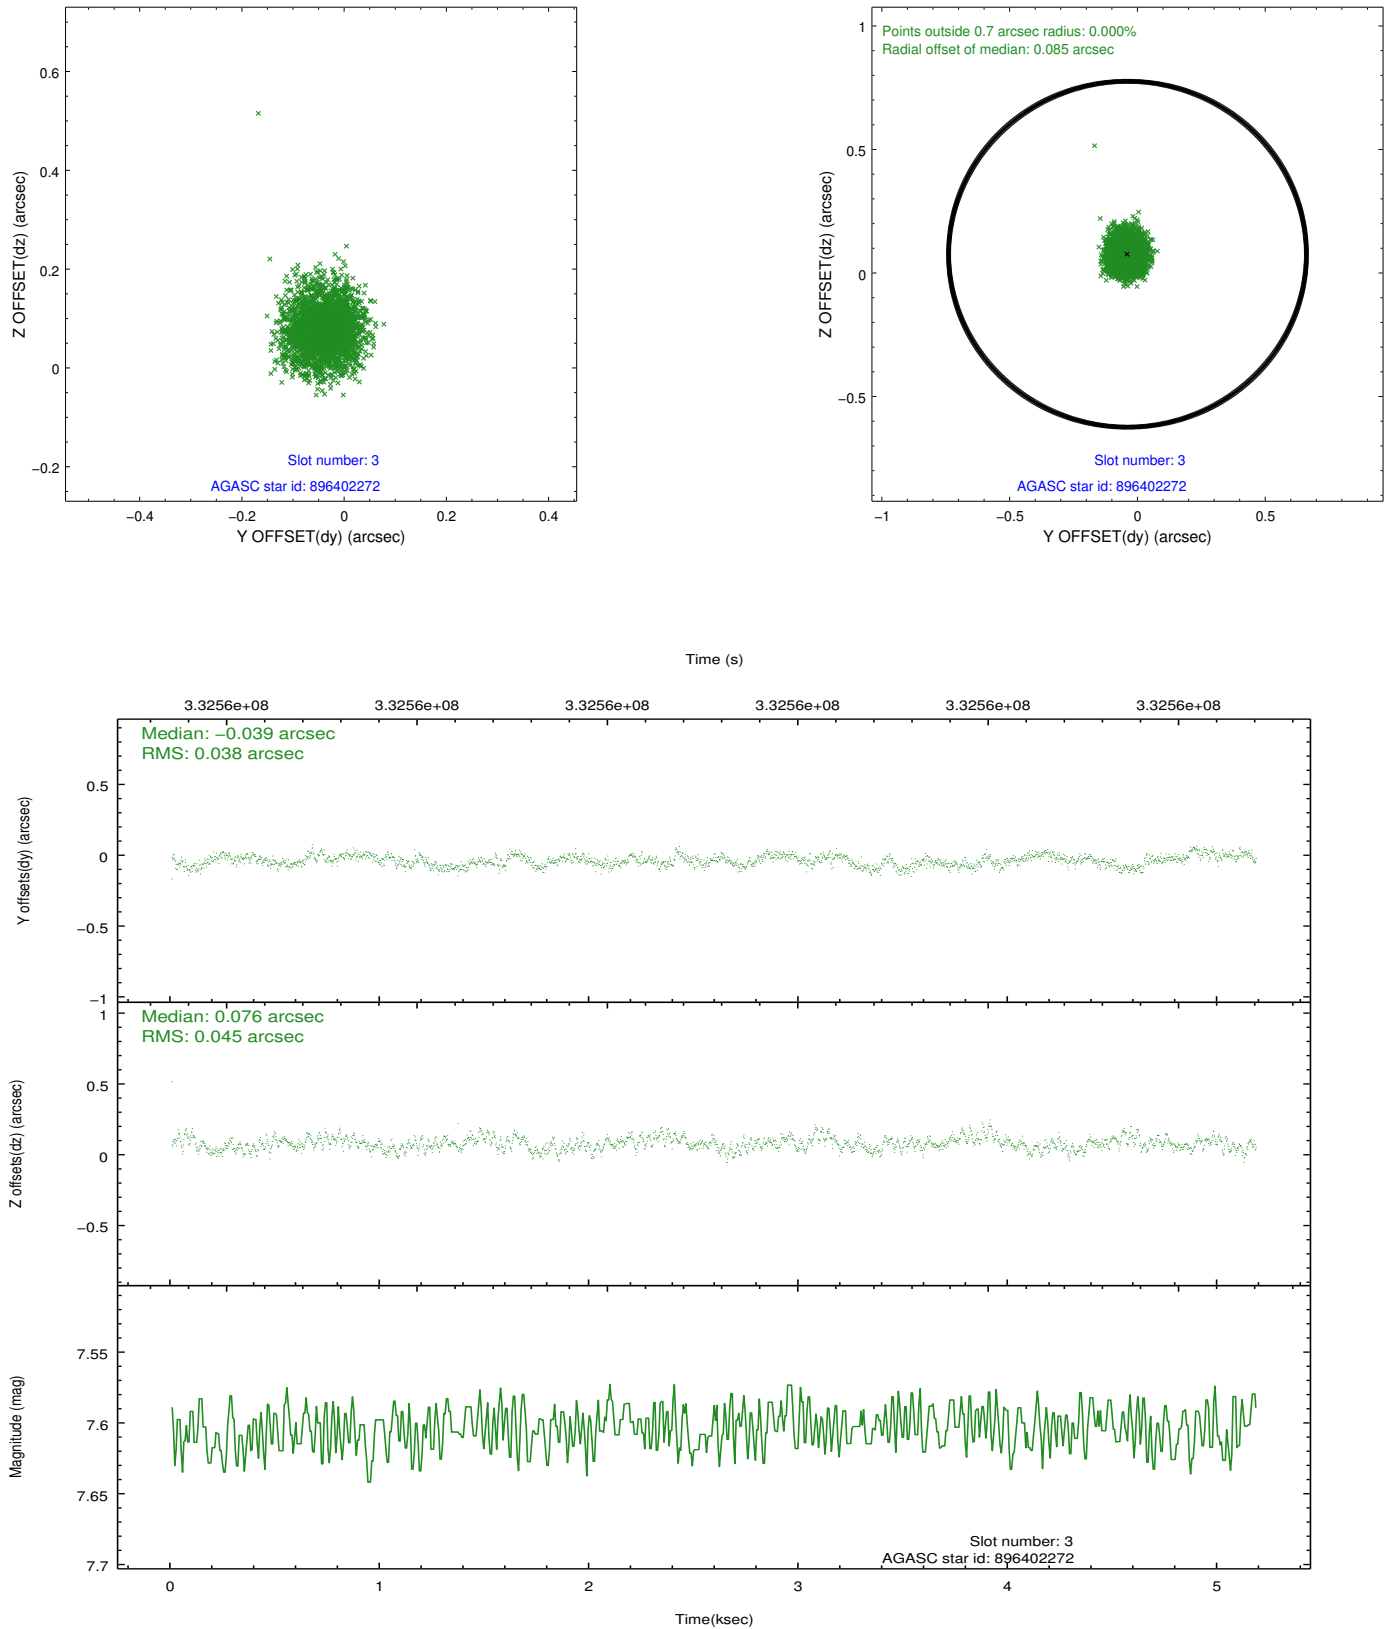 0.6
0.4
0.2
0
−0.2
−0.4
−0.2
0
0.2
0.4
Z OFFSET(dz) (arcsec)
Y OFFSET(dy) (arcsec)
Slot number: 3
AGASC star id: 896402272
Points outside 0.7 arcsec radius: 0.000%
Radial offset of median: 0.085 arcsec
1
0.5
0
−0.5
−1
−0.5
0
0.5
Z OFFSET(dz) (arcsec)
Y OFFSET(dy) (arcsec)
Slot number: 3
AGASC star id: 896402272
Time (s)
3.3256e+08 3.3256e+08 3.3256e+08 3.3256e+08 3.3256e+08 3.3256e+08
Median: −0.039 arcsec
RMS: 0.038 arcsec
0.5
0
−0.5
−1
Y offsets(dy) (arcsec)
Median: 0.076 arcsec
RMS: 0.045 arcsec
1
0.5
0
−0.5
Z offsets(dz) (arcsec)
7.55
7.6
7.65
7.7
Magnitude (mag)
Slot number: 3
AGASC star id: 896402272
0 1 2 3 4 5
Time(ksec)